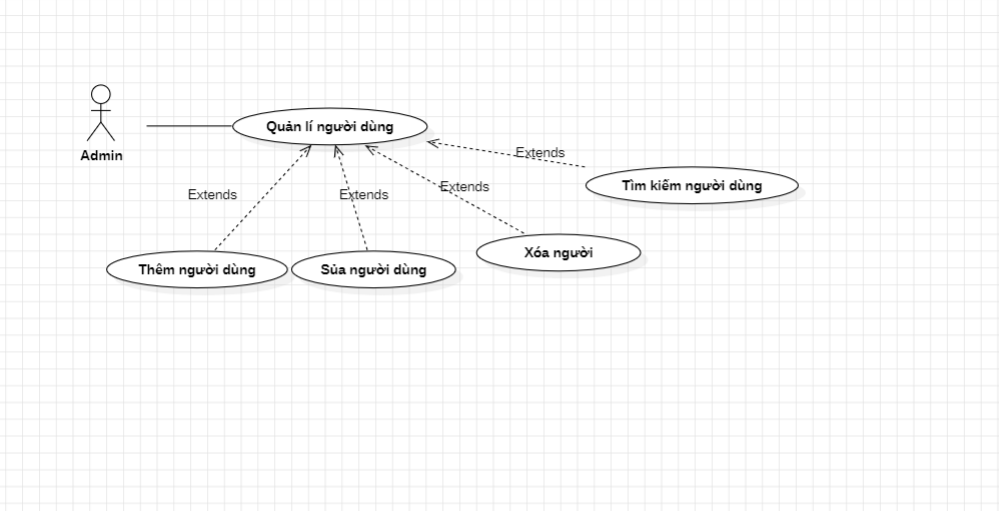 Quản lí người dùng
Admin
Extends
Tìm kiếm người dùng
Extends
Extends
Extends
Thêm người dùng
Sủa người dùng
Xóa người